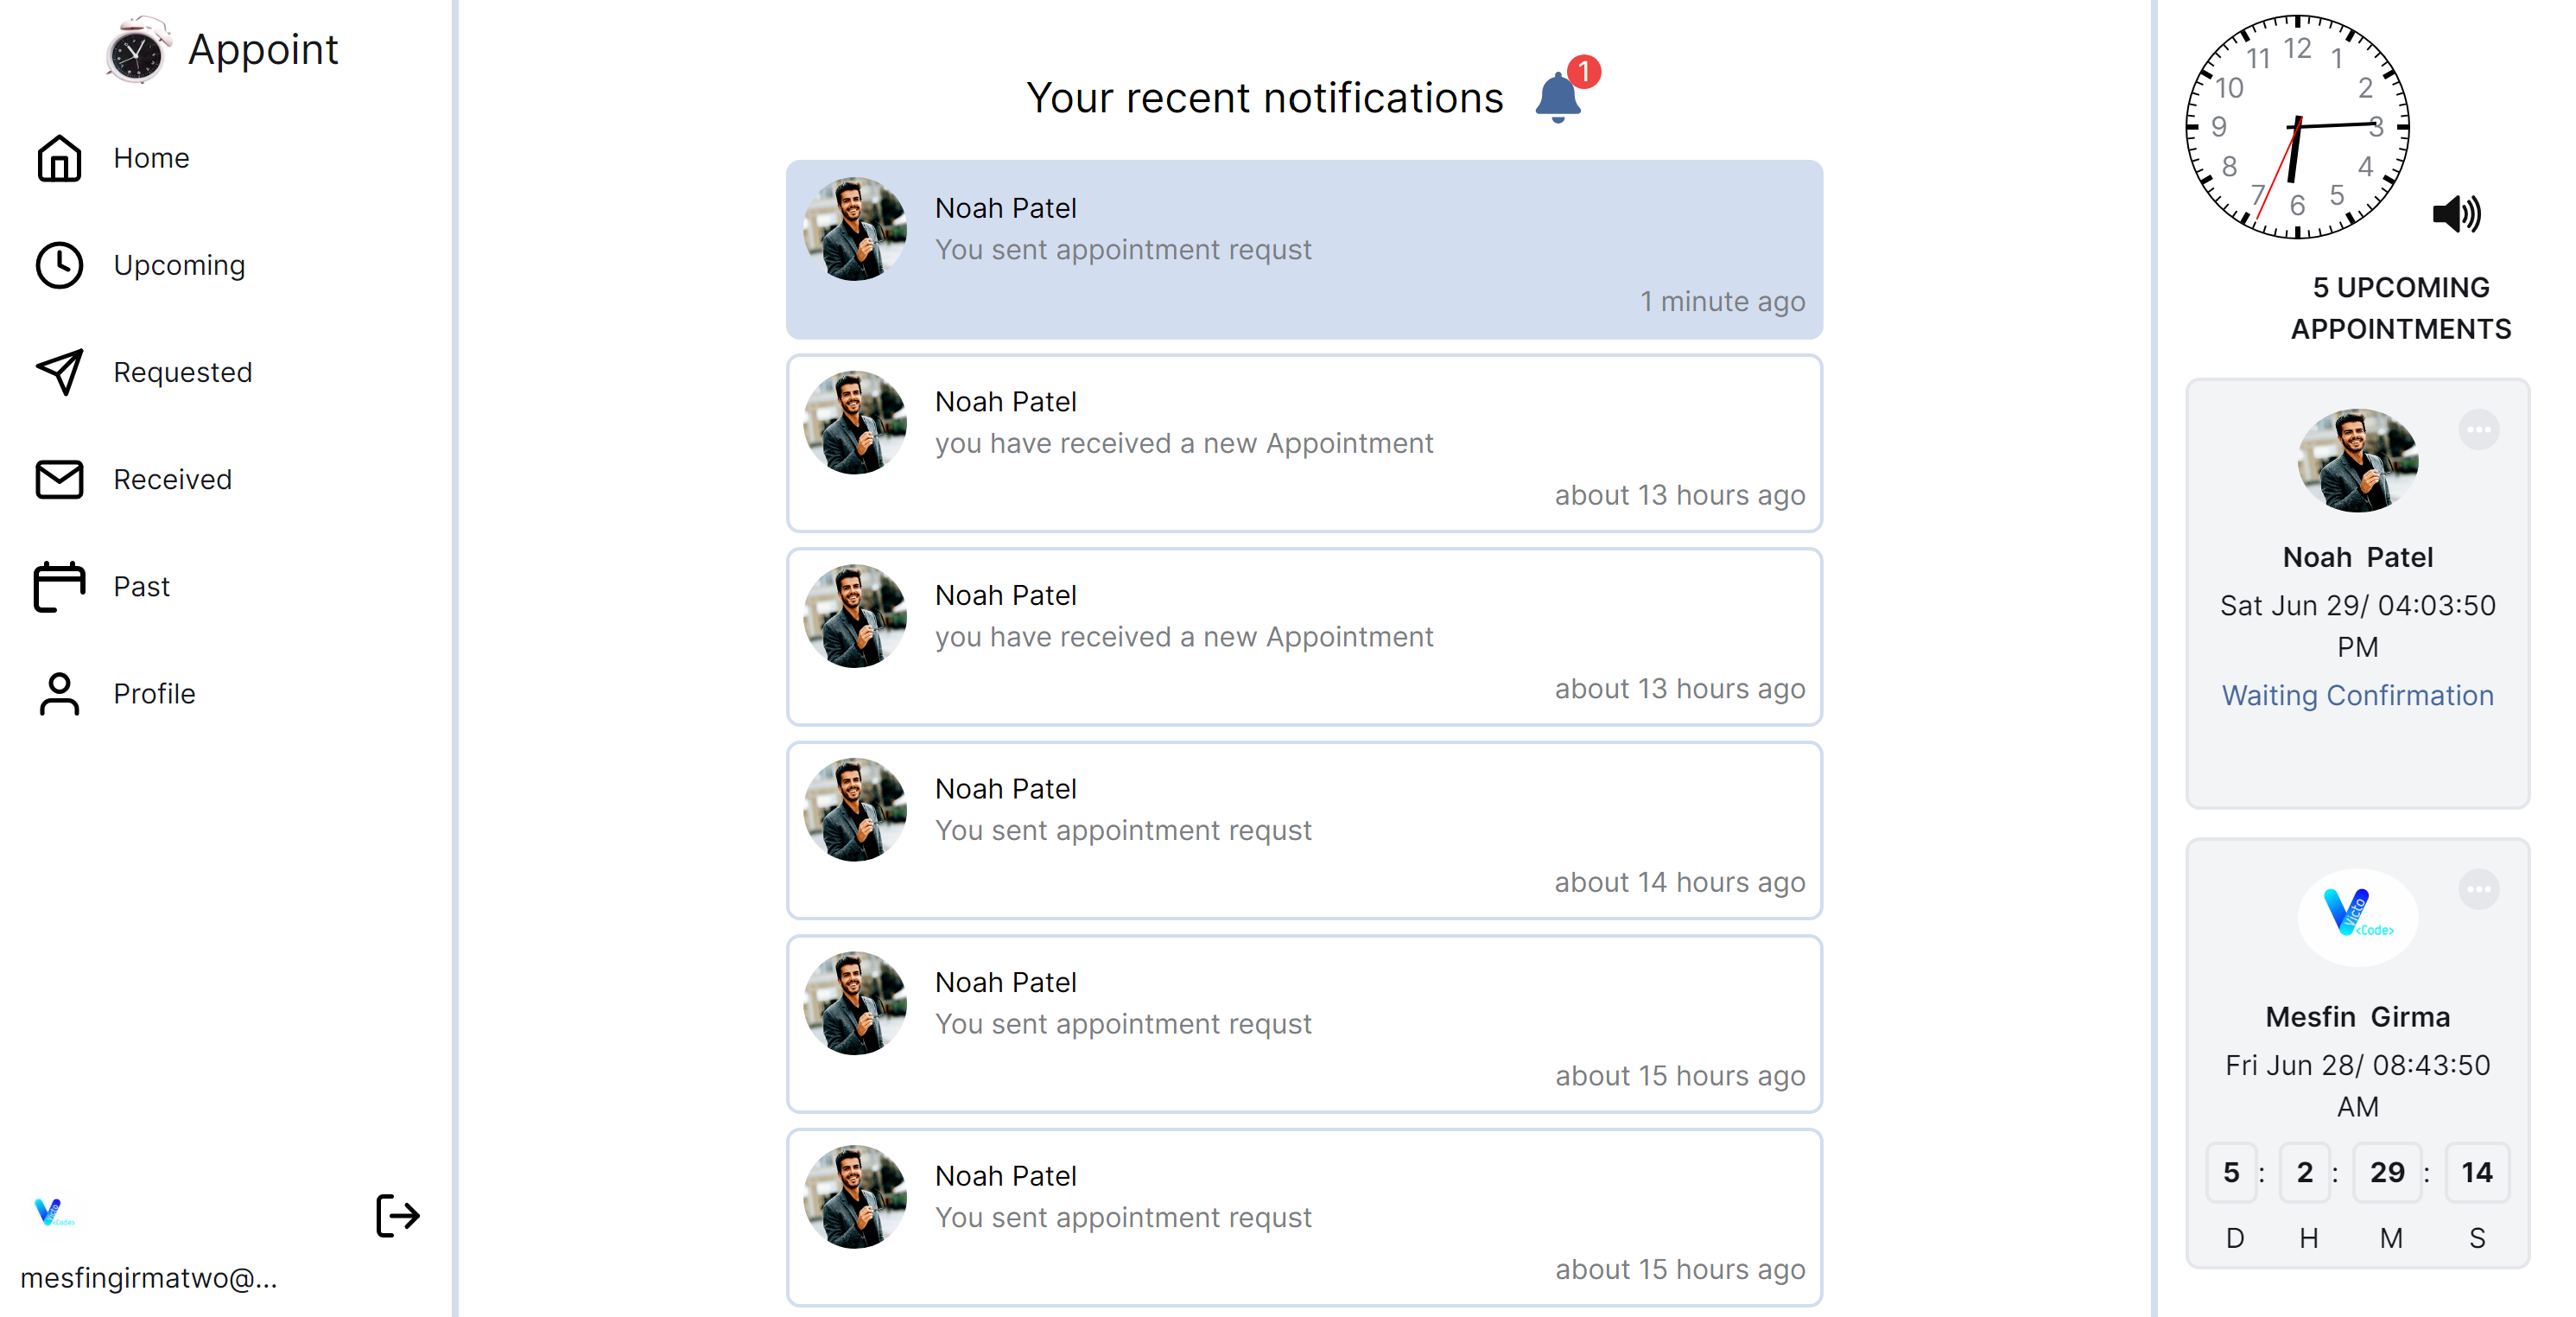 Appoint
Home
Upcoming
Requested
Received
Past
Profile
Victo
<Code>
mesfingirmatwo@...
Your recent notifications
1
Noah Patel
You sent appointment requst
1 minute ago
Noah Patel
you have received a new Appointment
about 13 hours ago
Noah Patel
you have received a new Appointment
about 13 hours ago
Noah Patel
You sent appointment requst
about 14 hours ago
Noah Patel
You sent appointment requst
about 15 hours ago
Noah Patel
You sent appointment requst
about 15 hours ago
12
1
2
3
4
5
6
7
8
9
10
11
5 UPCOMING
APPOINTMENTS
Noah Patel
Sat Jun 29/ 04:03:50
PM
Waiting Confirmation
Victo
<Code>
Mesfin Girma
Fri Jun 28/ 08:43:50
AM
5 : 2 : 29 : 14
D H M S